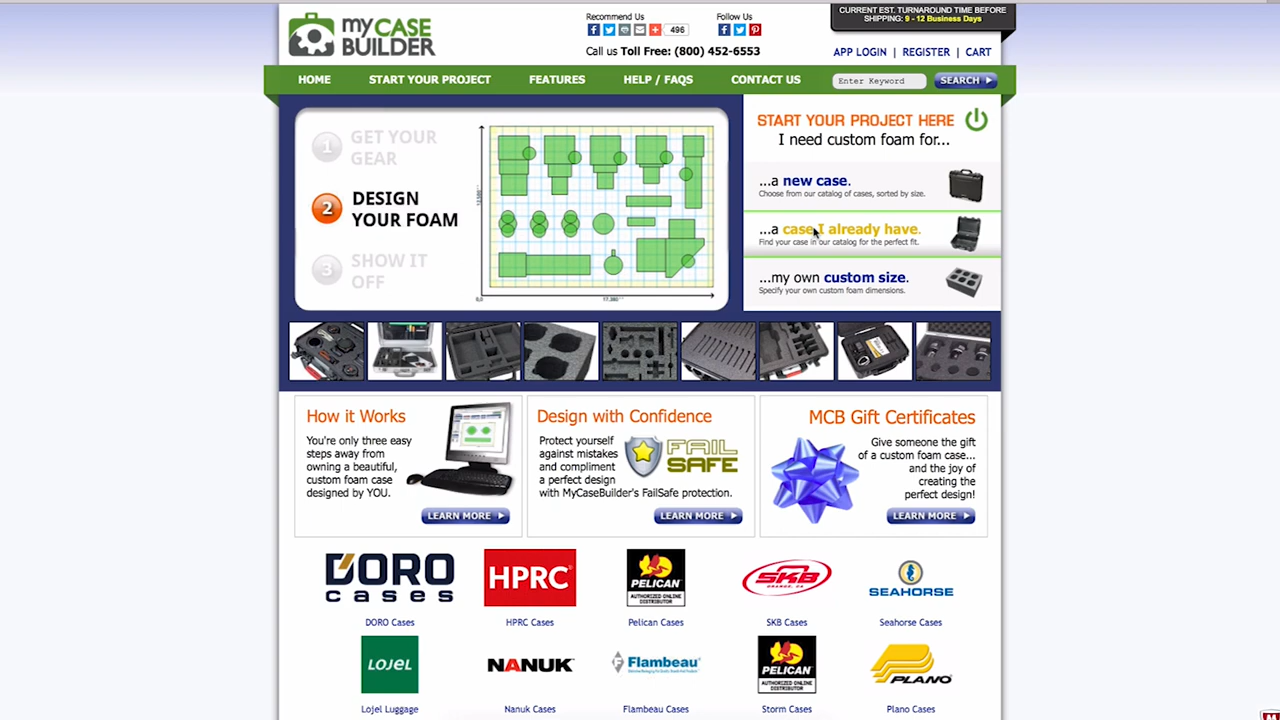 my CASE
BUILDER
Recommend Us
496
Follow Us
Call us Toll Free: (800) 452-6553
CURRENT EST. TURNAROUND TIME BEFORE
SHIPPING: 9 - 12 Business Days
APP LOGIN | REGISTER | CART
HOME START YOUR PROJECT FEATURES HELP / FAQS CONTACT US Enter Keyword SEARCH
1 GET YOUR
GEAR
2 DESIGN
YOUR FOAM
3 SHOW IT
OFF
START YOUR PROJECT HERE
I need custom foam for...
...a new case.
Choose from our catalog of cases, sorted by size.
...a case I already have.
Find your case in our catalog for the perfect fit.
...my own custom size.
Specify your own custom foam dimensions.
How it Works
You're only three easy
steps away from
owning a beautiful,
custom foam case
designed by YOU.
LEARN MORE
Design with Confidence
Protect yourself
against mistakes
and compliment
a perfect design
with MyCaseBuilder's FailSafe protection.
FAIL
SAFE
LEARN MORE
MCB Gift Certificates
Give someone the gift
of a custom foam case...
and the joy of
creating the
perfect design!
LEARN MORE
DORO
cases
HPRC
PELICAN
AUTHORIZED ONLINE
DISTRIBUTOR
SKB
ORANGE, CA
SEAHORSE
DORO Cases
HPRC Cases
Pelican Cases
SKB Cases
Seahorse Cases
LOJEL
NANUK
Flambeau
PELICAN
AUTHORIZED ONLINE
DISTRIBUTOR
PLANO
Lojel Luggage
Nanuk Cases
Flambeau Cases
Storm Cases
Plano Cases